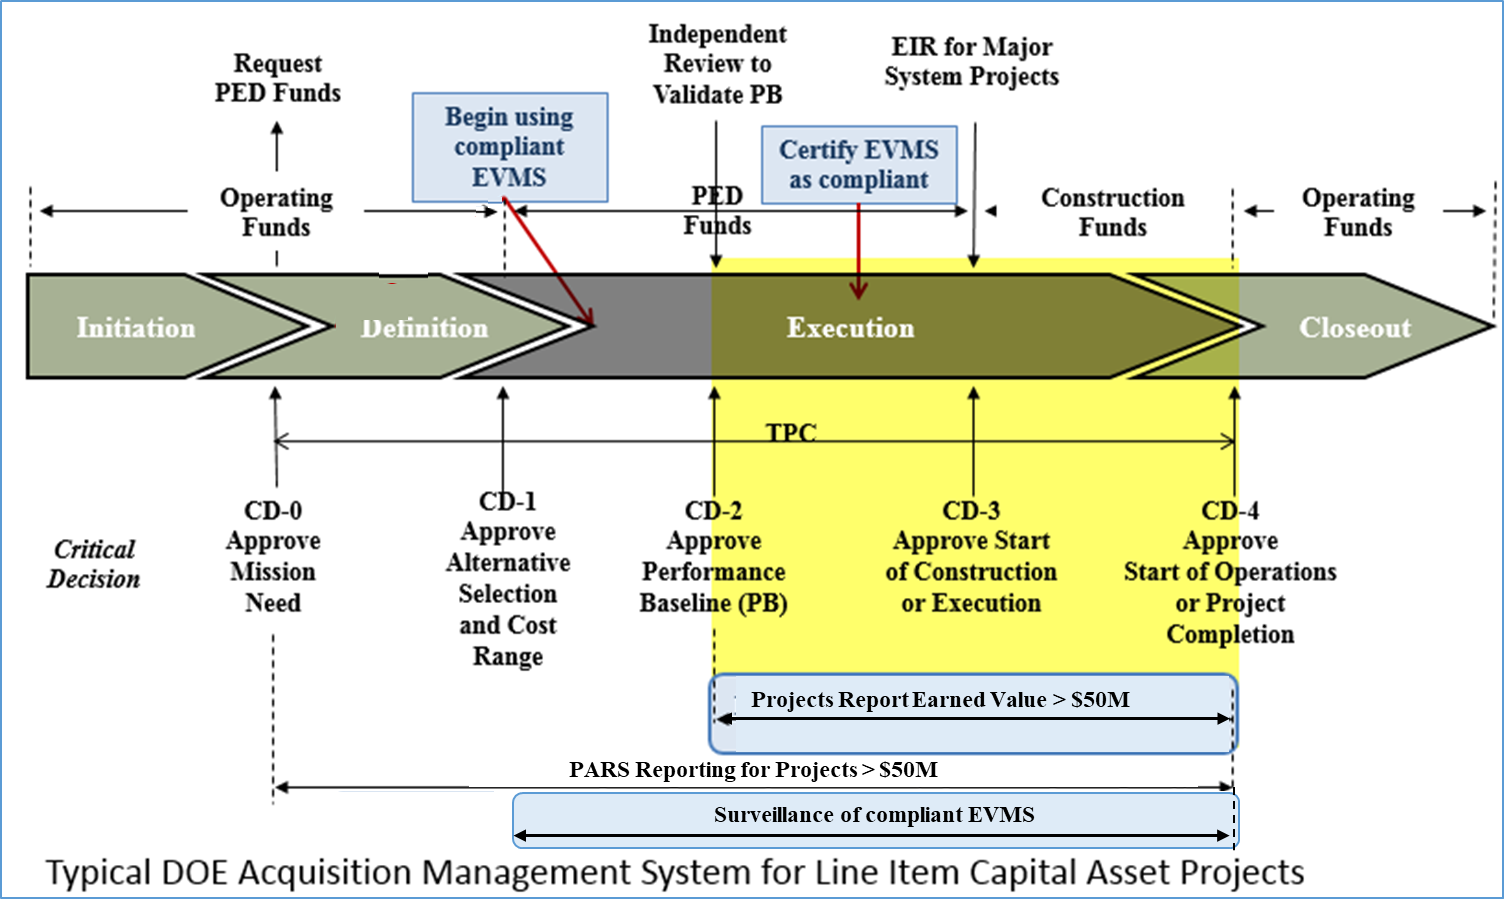 Request
PED Funds
Begin using
compliant
EVMS
Independent
Review to
Validate PB
EIR for Major
System Projects
Certify EVMS
as compliant
Operating
Funds
PED
Funds
Construction
Funds
Operating
Funds
Initiation
Definition
Execution
Closeout
TPC
Critical
Decision
CD-0
Approve
Mission
Need
CD-1
Approve
Alternative
Selection
and Cost
Range
CD-2
Approve
Performance
Baseline (PB)
CD-3
Approve Start
of Construction
or Execution
CD-4
Approve
Start of Operations
or Project
Completion
Projects Report Earned Value > $50M
PARS Reporting for Projects > $50M
Surveillance of compliant EVMS
Typical DOE Acquisition Management System for Line Item Capital Asset Projects